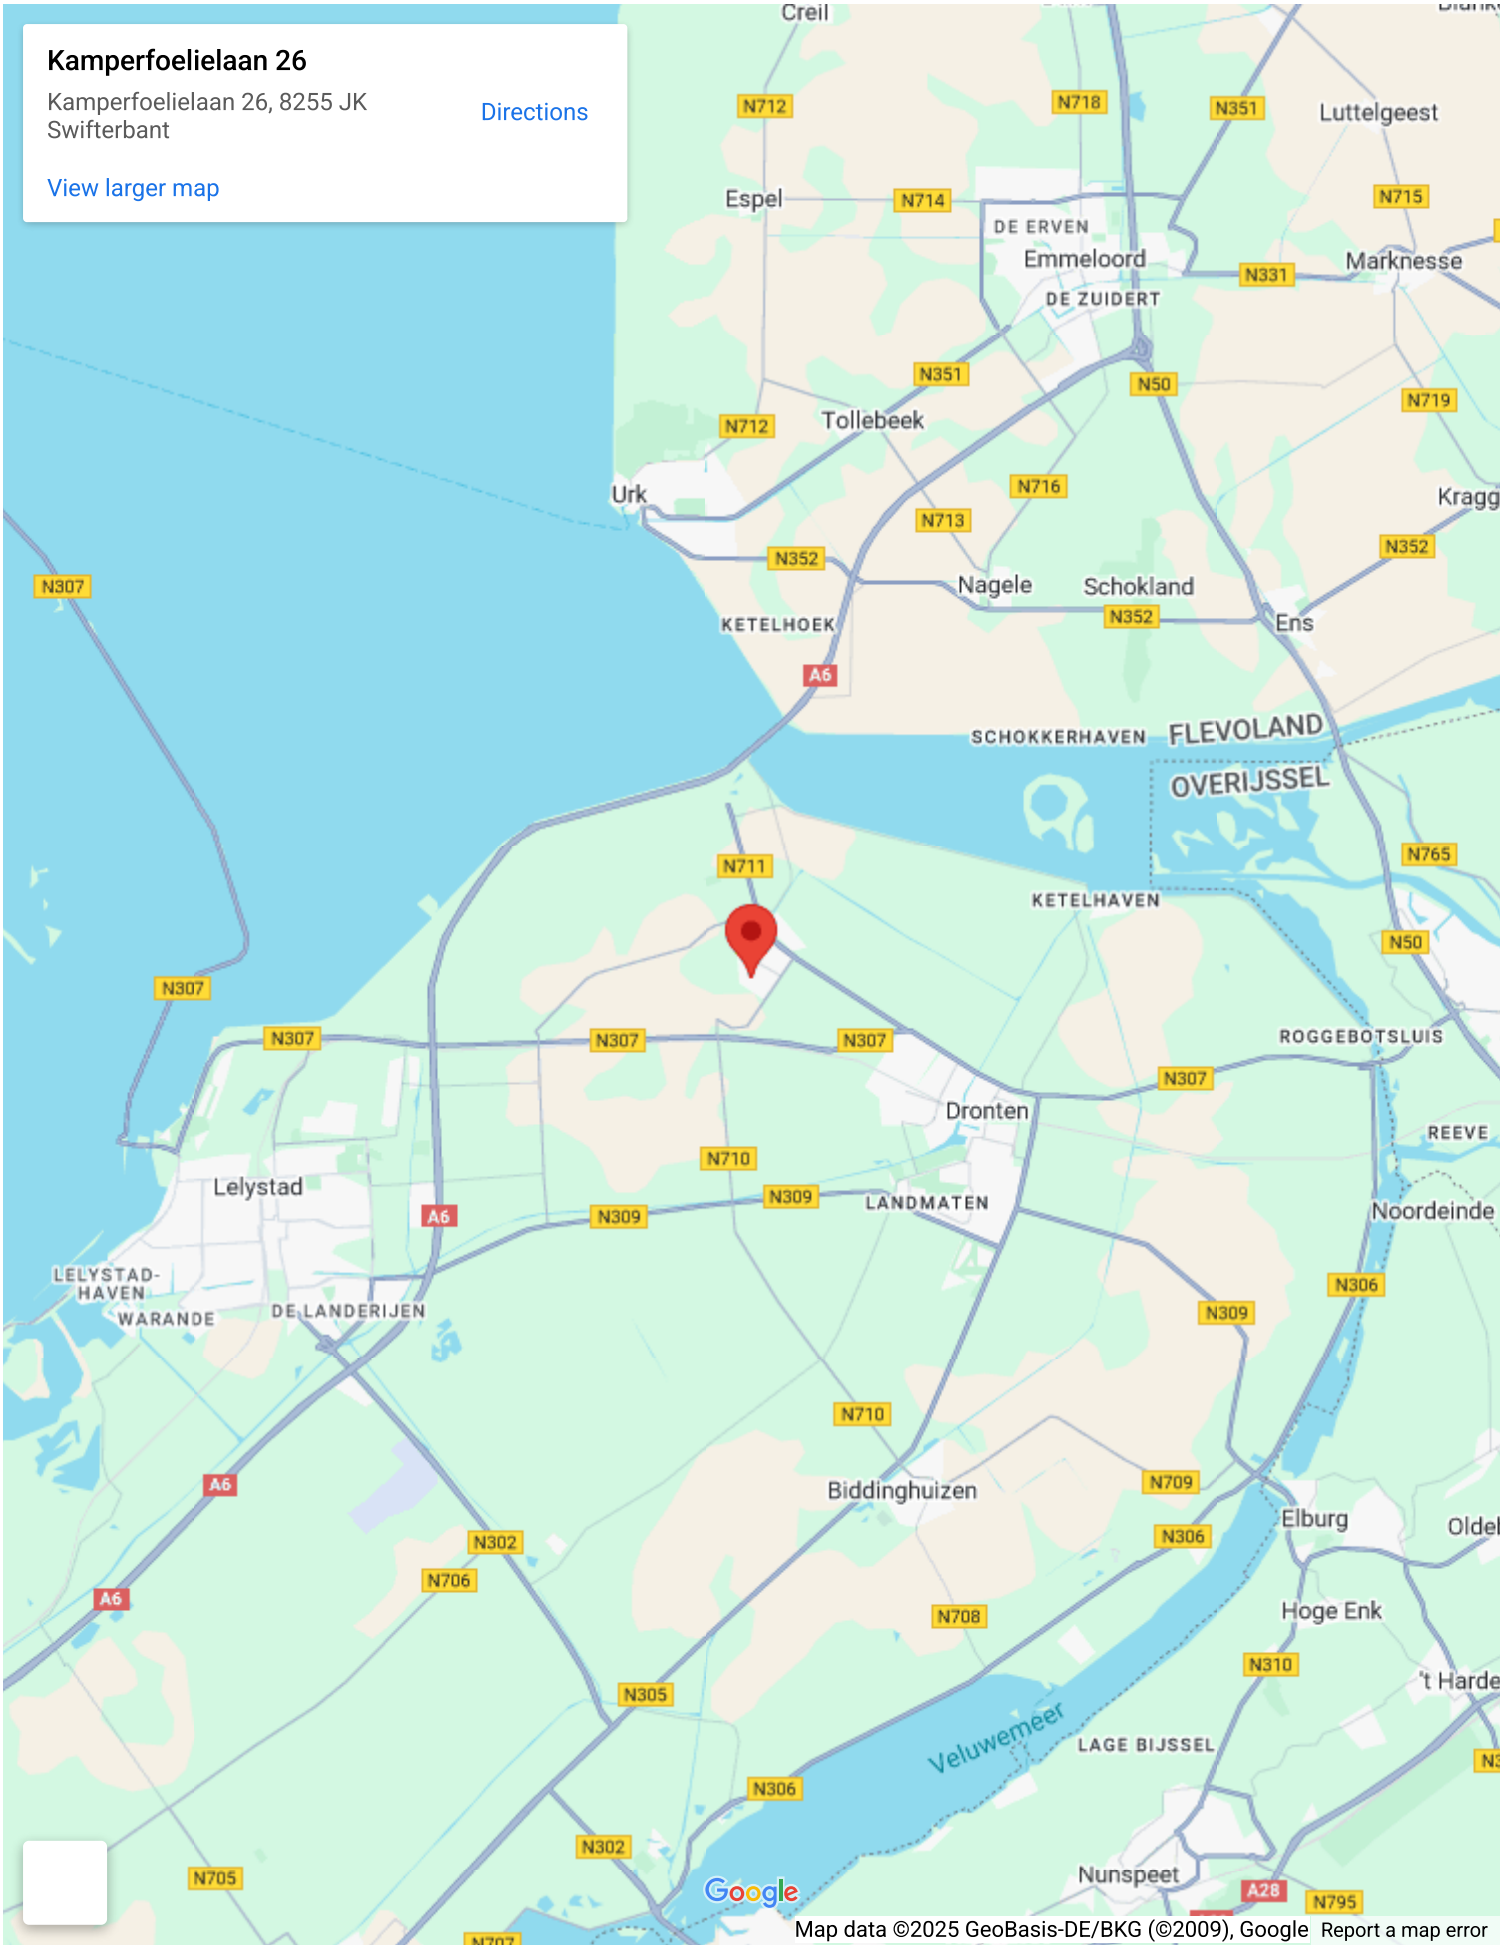 Kamperfoelielaan 26
Kamperfoelielaan 26, 8255 JK
Swifterbant
Directions
View larger map
Creil
N712
N718
N351
Luttelgeest
Espel
N714
N715
DE ERVEN
Emmeloord
Marknesse
N331
DE ZUIDERT
N351
N50
N719
N712
Tollebeek
Urk
N716
Kragg
N713
N352
N352
N307
Nagele
Schokland
N352
Ens
KETELHOEK
A6
SCHOKKERHAVEN
FLEVOLAND
OVERIJSSEL
N711
N765
KETELHAVEN
N50
N307
N307
N307
N307
ROGGEBOTSLUIS
N307
Dronten
REEVE
N710
Lelystad
N309
LANDMATEN
Noordeinde
A6
N309
LELYSTAD-
HAVEN
WARANDE
DE LANDERIJEN
N306
N309
N710
A6
Biddinghuizen
N709
Elburg
Oldel
N302
N306
N706
A6
N708
Hoge Enk
N310
't Harde
N305
Veluwemeer
LAGE BIJSSEL
N306
N302
N705
Nunspeet
A28
N795
Google
N707
Map data ©2025 GeoBasis-DE/BKG (©2009), Google
Report a map error